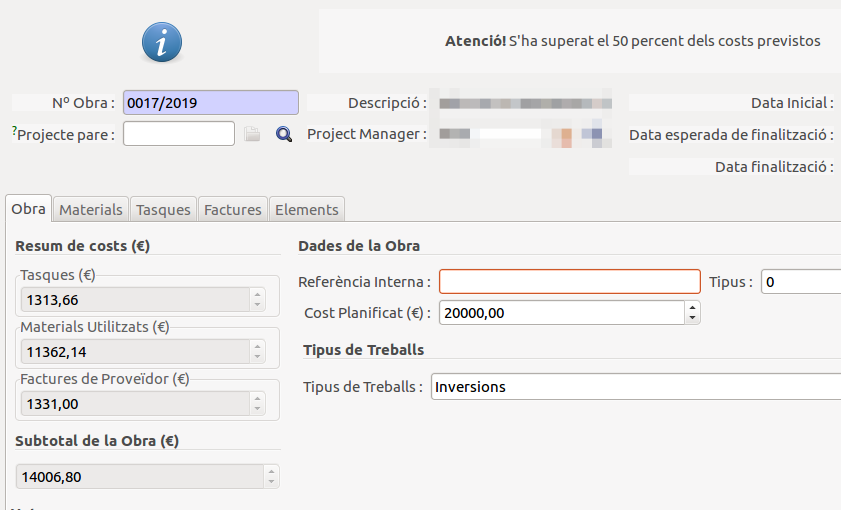 Atenció! S'ha superat el 50 percent dels costs previstos
Nº Obra : 0017/2019 Descripció : Data Inicial :
?Projecte pare : Project Manager : Data esperada de finalització :
Data finalització :
Obra Materials Tasques Factures Elements
Resum de costs (€)
Tasques (€)
1313,66
Materials Utilitzats (€)
11362,14
Factures de Proveïdor (€)
1331,00
Subtotal de la Obra (€)
14006,80
Dades de la Obra
Referència Interna : Tipus : 0
Cost Planificat (€) : 20000,00
Tipus de Treballs
Tipus de Treballs : Inversions